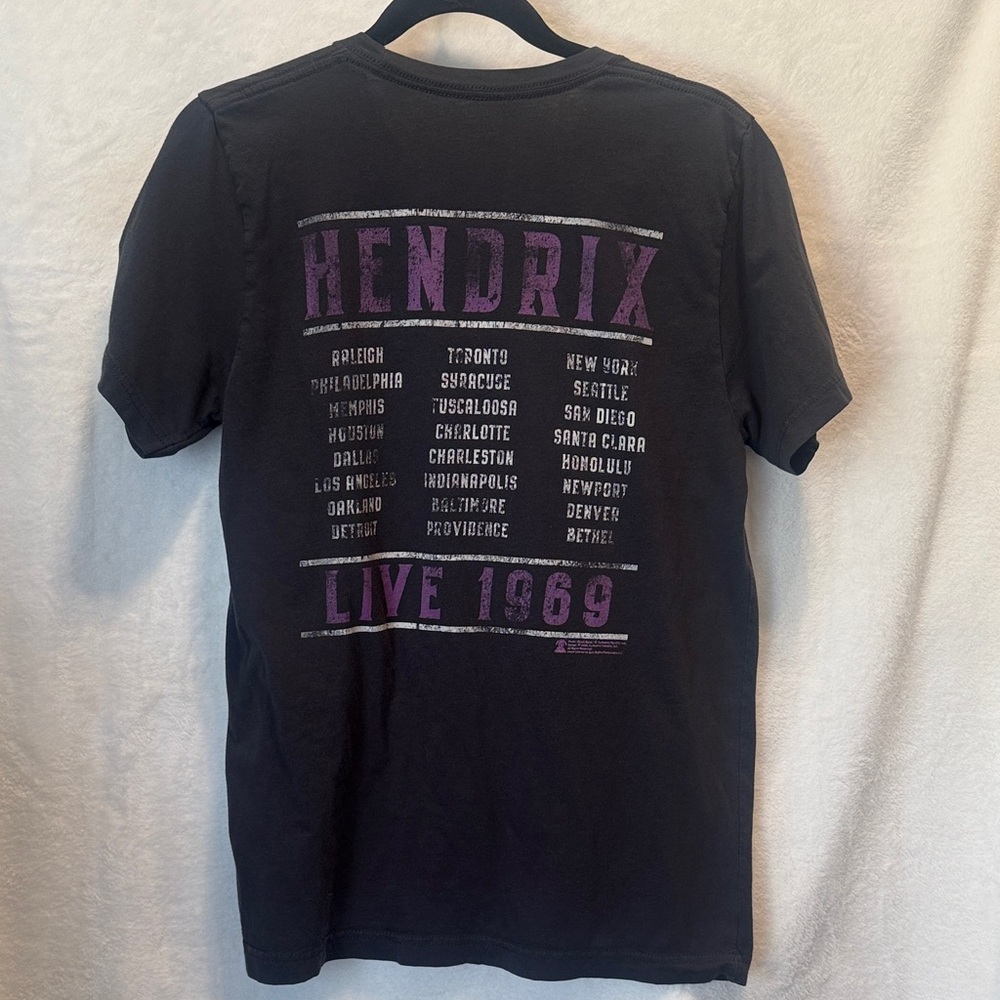 HENDRIX
RALEIGH
PHILADELPHIA
MEMPHIS
HOUSTON
DALLAS
LOS ANGELES
OAKLAND
DETROIT
TORONTO
SYRACUSE
TUSCALOOSA
CHARLOTTE
CHARLESTON
INDIANAPOLIS
BALTIMORE
PROVIDENCE
NEW YORK
SEATTLE
SAN DIEGO
SANTA CLARA
HONOLULU
NEWPORT
DENVER
BETHEL
LIVE 1969